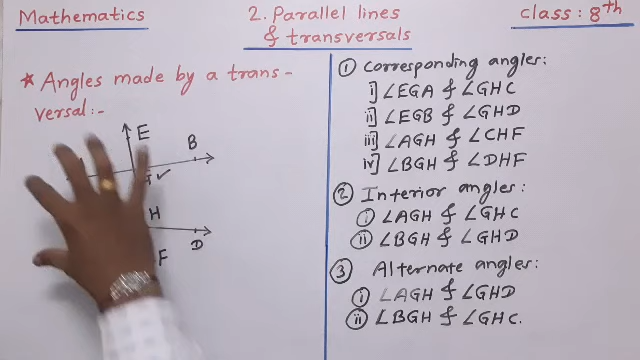 Mathematics
2. Parallel lines
& transversals
class: 8th
* Angles made by a trans-
versal:-
E
B
G ✓
H
D
F
① Corresponding angles:
i] ∠EGA & ∠GHC
ii] ∠EGB & ∠GHD
iii] ∠AGH & ∠CHF
iv] ∠BGH & ∠DHF
② Interior angles:
ⓘ ∠AGH & ∠GHC
ⓘⓘ ∠BGH & ∠GHD
③ Alternate angles:
ⓘ ∠AGH & ∠GHD
ⓘⓘ ∠BGH & ∠GHC.